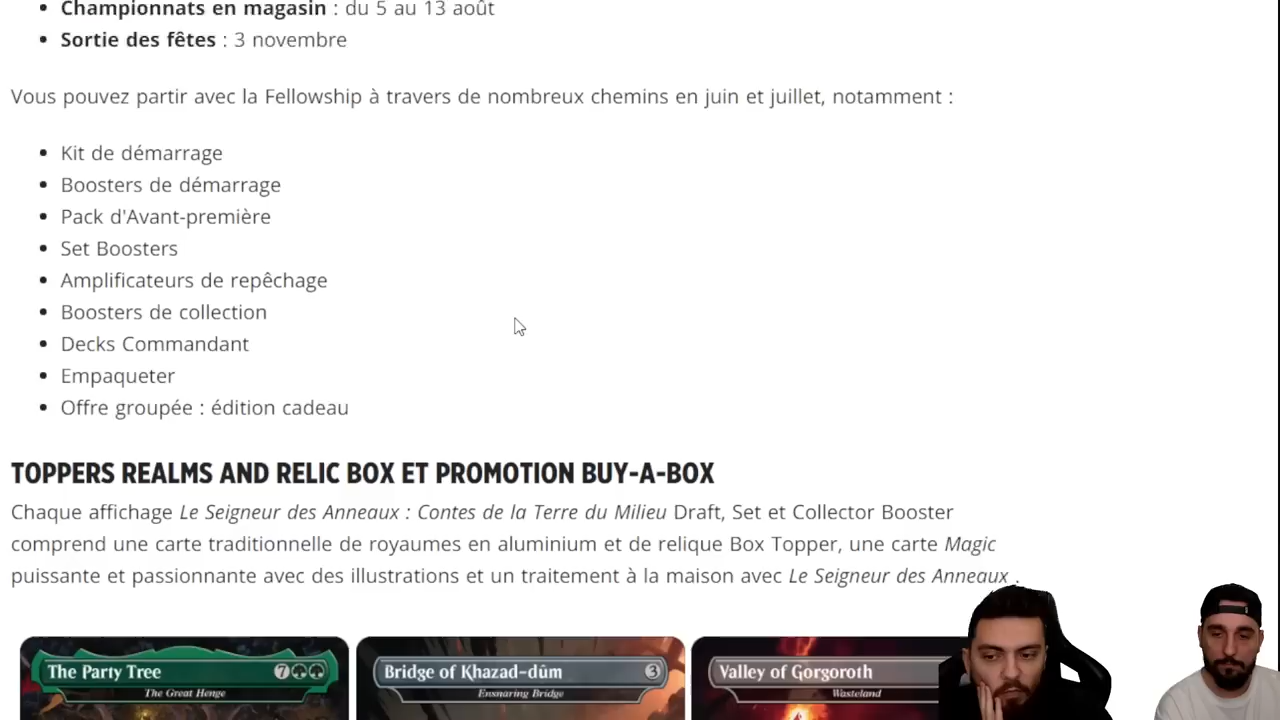 Championnats en magasin : du 5 au 13 août
Sortie des fêtes : 3 novembre
Vous pouvez partir avec la Fellowship à travers de nombreux chemins en juin et juillet, notamment :
Kit de démarrage
Boosters de démarrage
Pack d'Avant-première
Set Boosters
Amplificateurs de repêchage
Boosters de collection
Decks Commandant
Empaqueter
Offre groupée : édition cadeau
TOPPERS REALMS AND RELIC BOX ET PROMOTION BUY-A-BOX
Chaque affichage Le Seigneur des Anneaux : Contes de la Terre du Milieu Draft, Set et Collector Booster
comprend une carte traditionnelle de royaumes en aluminium et de relique Box Topper, une carte Magic
puissante et passionnante avec des illustrations et un traitement à la maison avec Le Seigneur des Anneaux .
The Party Tree 7
The Great Henge
Bridge of Khazad-dûm 3
Ensnaring Bridge
Valley of Gorgoroth
Wasteland